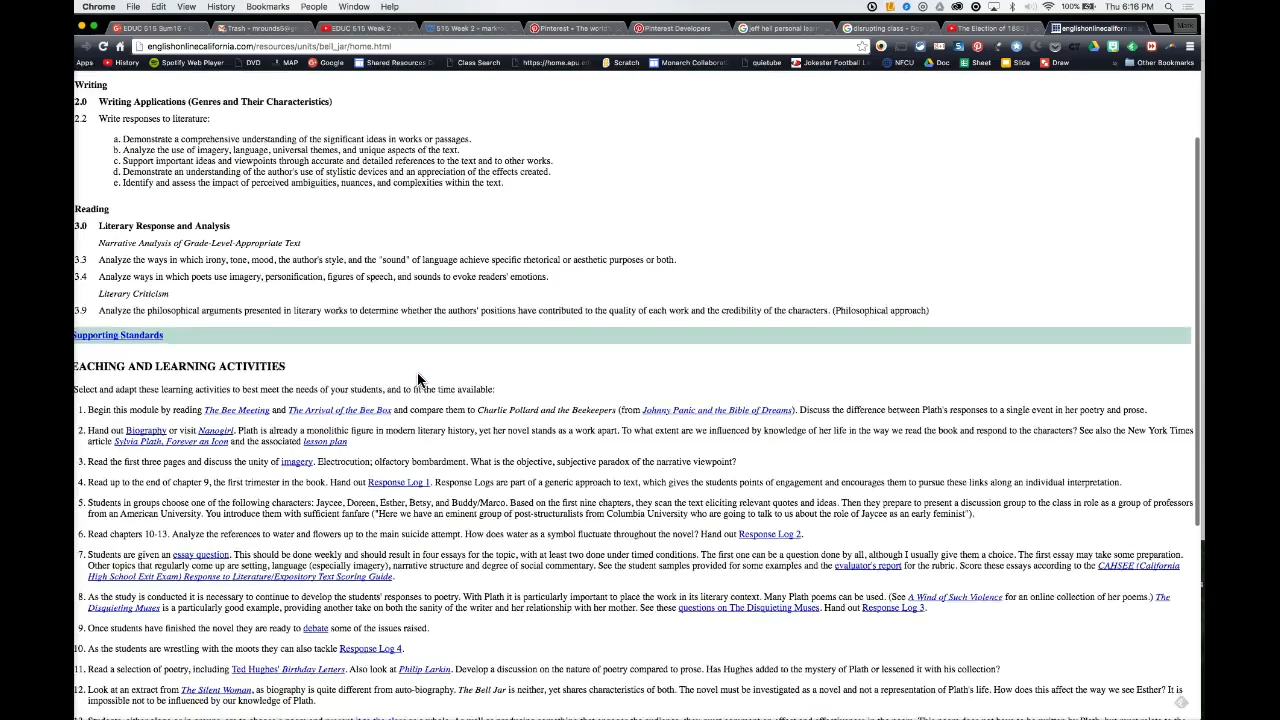 Chrome File Edit View History Bookmarks People Window Help 100% Thu 6:16 PM
EDUC 515 Sum16 - G Trash - mrounds5@gmai EDUC 515 WEEK 2 - 515 Week 2 - markro Pinterest • The world's Pinterest Developers jeff heil personal learn disrupting class - Goo The Election of 1860 englishonlinecalifornia.c Mark
englishonlinecalifornia.com/resources/units/bell_jar/home.html
Apps History Spotify Web Player DVD MAP Google Shared Resources Class Search https://home.apu.e Scratch Monarch Collabora quietube Jokester Football L NFCU Doc Sheet Slide Draw » Other Bookmarks
Writing
2.0 Writing Applications (Genres and Their Characteristics)
2.2 Write responses to literature:
a. Demonstrate a comprehensive understanding of the significant ideas in works or passages.
b. Analyze the use of imagery, language, universal themes, and unique aspects of the text.
c. Support important ideas and viewpoints through accurate and detailed references to the text and to other works.
d. Demonstrate an understanding of the author's use of stylistic devices and an appreciation of the effects created.
e. Identify and assess the impact of perceived ambiguities, nuances, and complexities within the text.
Reading
3.0 Literary Response and Analysis
Narrative Analysis of Grade-Level-Appropriate Text
3.3 Analyze the ways in which irony, tone, mood, the author's style, and the "sound" of language achieve specific rhetorical or aesthetic purposes or both.
3.4 Analyze ways in which poets use imagery, personification, figures of speech, and sounds to evoke readers' emotions.
Literary Criticism
3.9 Analyze the philosophical arguments presented in literary works to determine whether the authors' positions have contributed to the quality of each work and the credibility of the characters. (Philosophical approach)
Supporting Standards
EACHING AND LEARNING ACTIVITIES
Select and adapt these learning activities to best meet the needs of your students, and to fit the time available:
1. Begin this module by reading The Bee Meeting and The Arrival of the Bee Box and compare them to Charlie Pollard and the Beekeepers (from Johnny Panic and the Bible of Dreams). Discuss the difference between Plath's responses to a single event in her poetry and prose.
2. Hand out Biography or visit Nanogirl. Plath is already a monolithic figure in modern literary history, yet her novel stands as a work apart. To what extent are we influenced by knowledge of her life in the way we read the book and respond to the characters? See also the New York Times
article Sylvia Plath, Forever an Icon and the associated lesson plan
3. Read the first three pages and discuss the unity of imagery. Electrocution; olfactory bombardment. What is the objective, subjective paradox of the narrative viewpoint?
4. Read up to the end of chapter 9, the first trimester in the book. Hand out Response Log 1. Response Logs are part of a generic approach to text, which gives the students points of engagement and encourages them to pursue these links along an individual interpretation.
5. Students in groups choose one of the following characters: Jaycee, Doreen, Esther, Betsy, and Buddy/Marco. Based on the first nine chapters, they scan the text eliciting relevant quotes and ideas. Then they prepare to present a discussion group to the class in role as a group of professors
from an American University. You introduce them with sufficient fanfare ("Here we have an eminent group of post-structuralists from Columbia University who are going to talk to us about the role of Jaycee as an early feminist").
6. Read chapters 10-13. Analyze the references to water and flowers up to the main suicide attempt. How does water as a symbol fluctuate throughout the novel? Hand out Response Log 2.
7. Students are given an essay question. This should be done weekly and should result in four essays for the topic, with at least two done under timed conditions. The first one can be a question done by all, although I usually give them a choice. The first essay may take some preparation.
Other topics that regularly come up are setting, language (especially imagery), narrative structure and degree of social commentary. See the student samples provided for some examples and the evaluator's report for the rubric. Score these essays according to the CAHSEE (California
High School Exit Exam) Response to Literature/Expository Text Scoring Guide.
8. As the study is conducted it is necessary to continue to develop the students' responses to poetry. With Plath it is particularly important to place the work in its literary context. Many Plath poems can be used. (See A Wind of Such Violence for an online collection of her poems.) The
Disquieting Muses is a particularly good example, providing another take on both the sanity of the writer and her relationship with her mother. See these questions on The Disquieting Muses. Hand out Response Log 3.
9. Once students have finished the novel they are ready to debate some of the issues raised.
10. As the students are wrestling with the moots they can also tackle Response Log 4.
11. Read a selection of poetry, including Ted Hughes' Birthday Letters. Also look at Philip Larkin. Develop a discussion on the nature of poetry compared to prose. Has Hughes added to the mystery of Plath or lessened it with his collection?
12. Look at an extract from The Silent Woman, as biography is quite different from auto-biography. The Bell Jar is neither, yet shares characteristics of both. The novel must be investigated as a novel and not a representation of Plath's life. How does this affect the way we see Esther? It is
impossible not to be influenced by our knowledge of Plath.